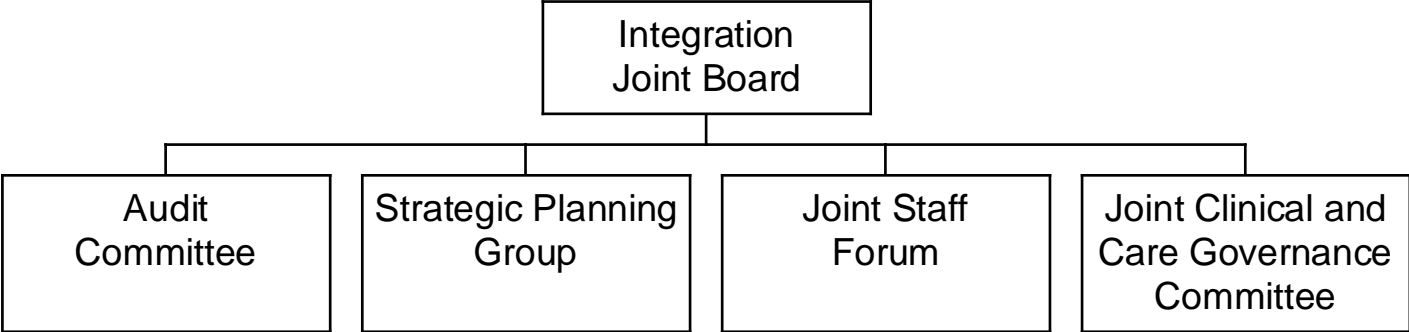 Integration
Joint Board
Audit
Committee
Strategic Planning
Group
Joint Staff
Forum
Joint Clinical and
Care Governance
Committee